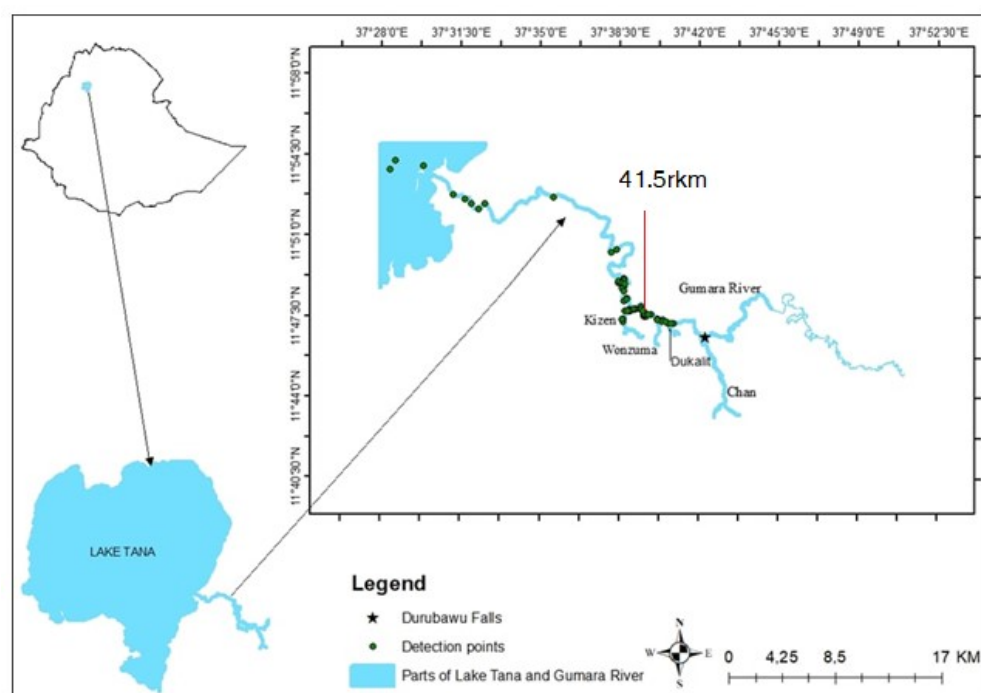 37°28'0"E 37°31'30"E 37°35'0"E 37°38'30"E 37°42'0"E 37°45'30"E 37°49'0"E 37°52'30"E
11°58'0"N
11°54'30"N
11°51'0"N
11°47'30"N
11°44'0"N
11°40'30"N
41.5rkm
Gumara River
Kizen
Wonzuma
Dukalit
Chan
LAKE TANA
Legend
Durubawu Falls
Detection points
Parts of Lake Tana and Gumara River
N
W E
S
0 4,25 8,5 17 KM